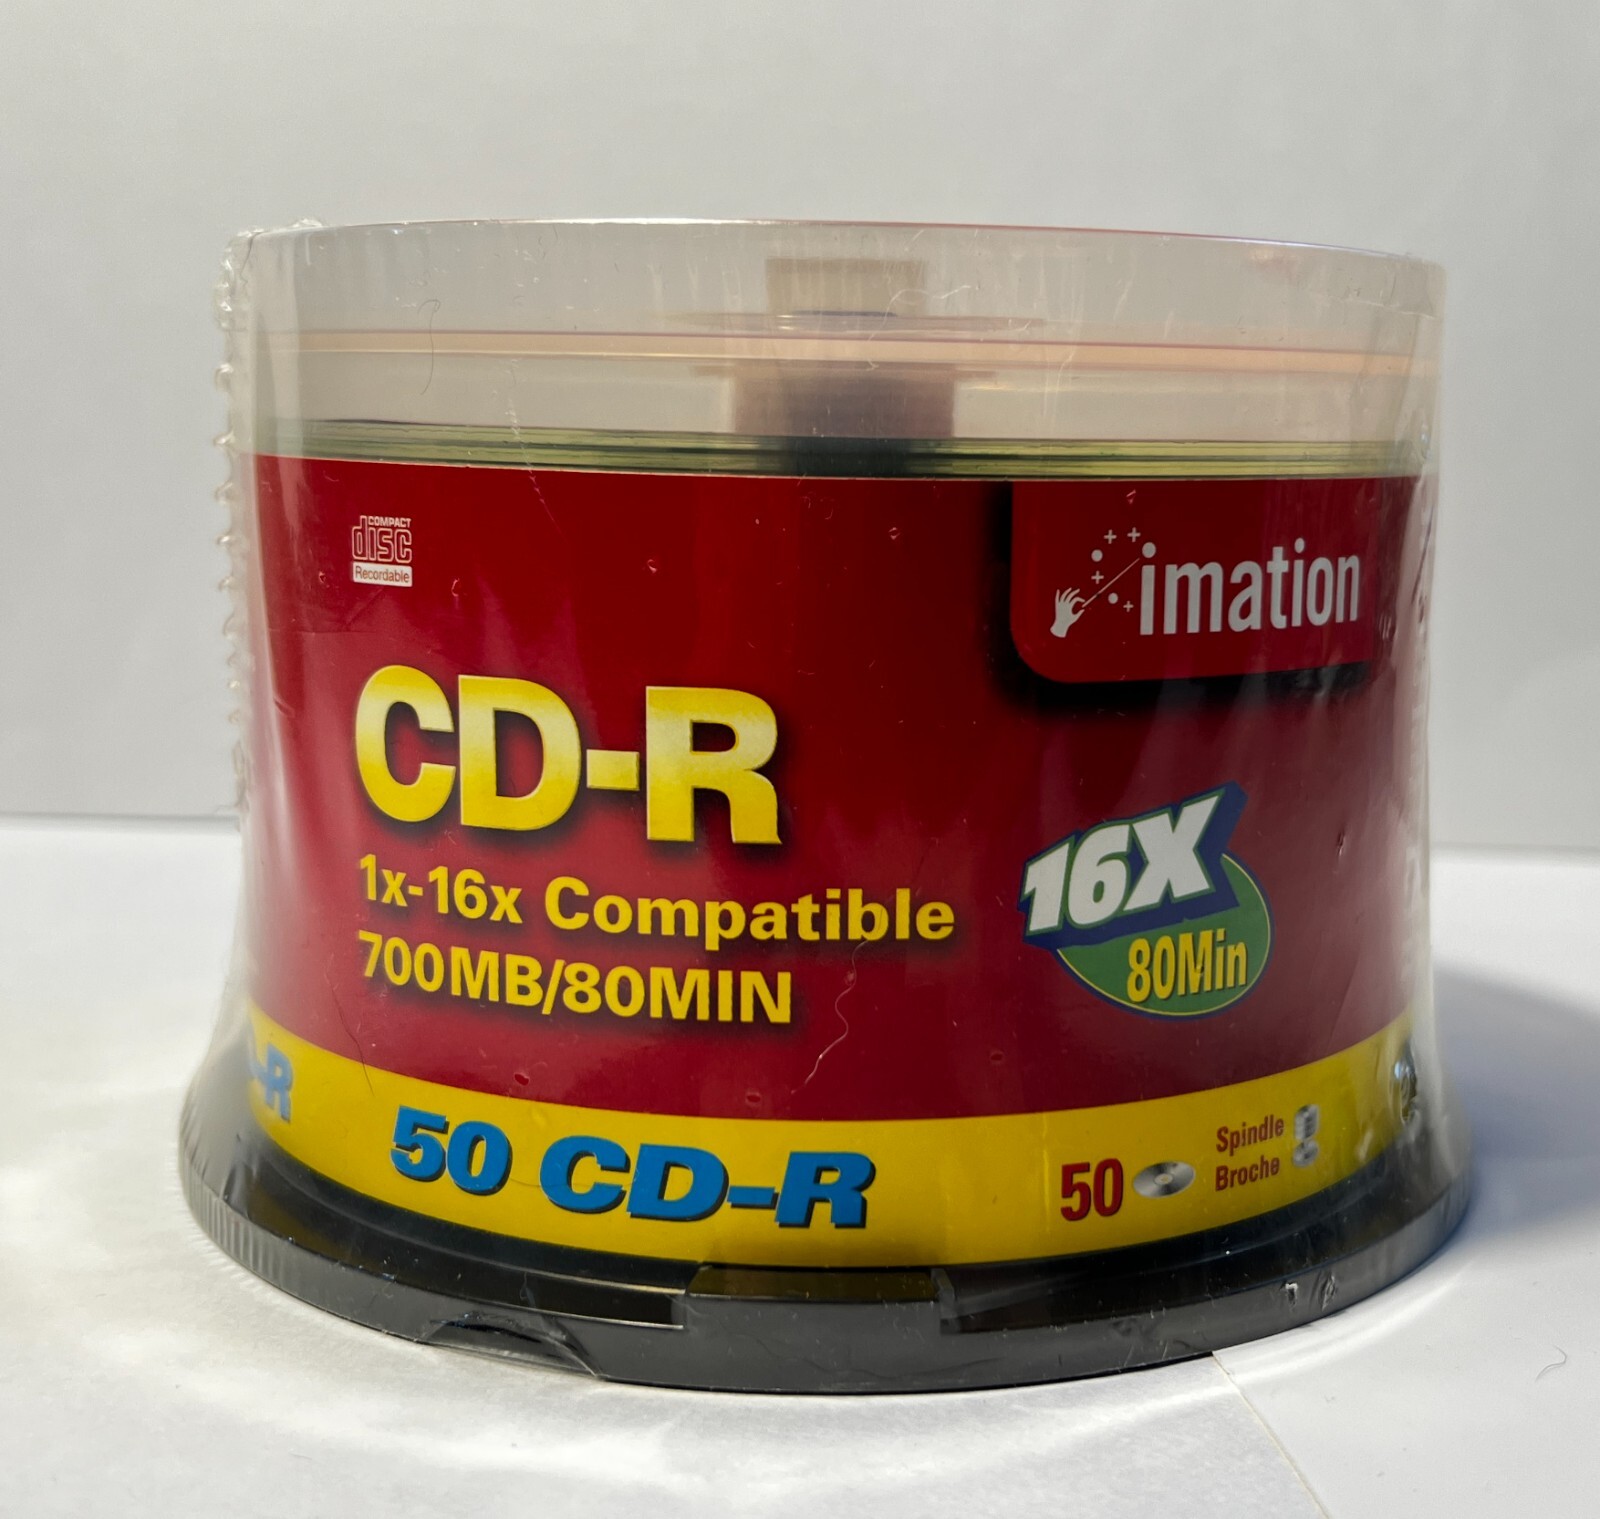 COMPACT
disc
Recordable
imation
CD-R
1x-16x Compatible
700MB/80MIN
16X
80Min
-R
50 CD-R
50
Spindle
Broche